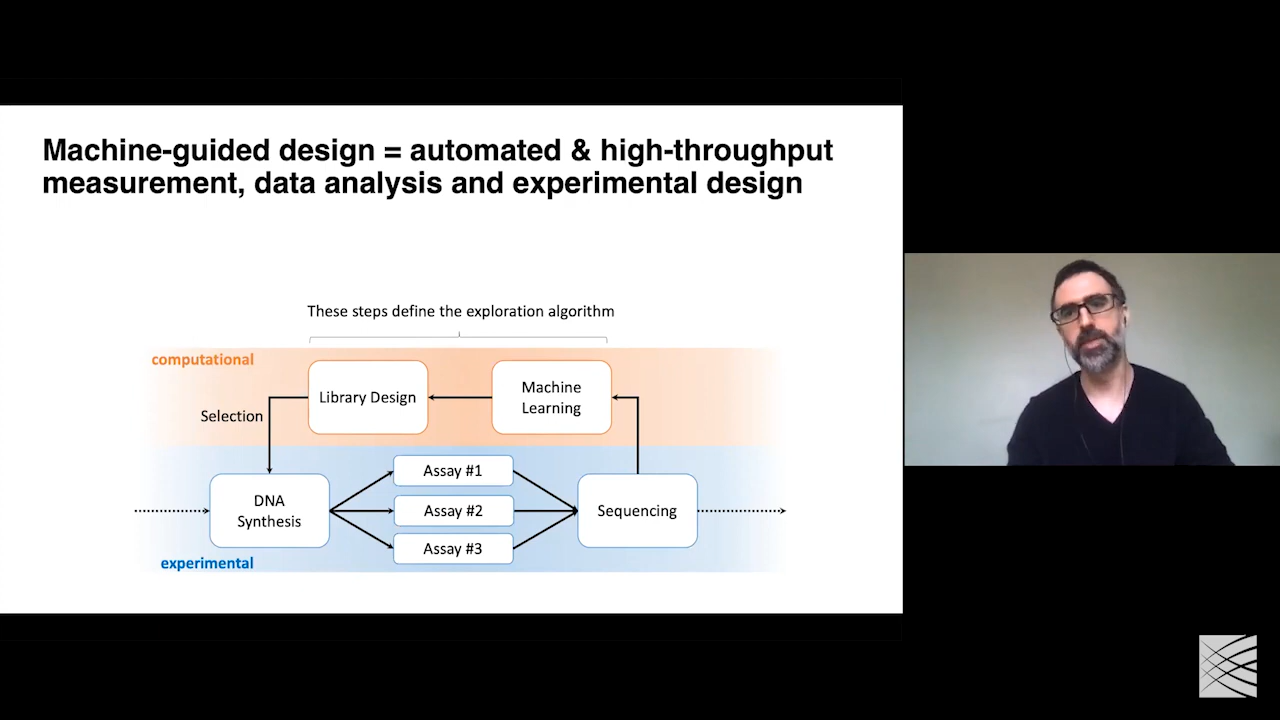 Machine-guided design = automated & high-throughput
measurement, data analysis and experimental design
These steps define the exploration algorithm
computational
Library Design
Machine
Learning
Selection
Assay #1
DNA
Synthesis
Assay #2
Sequencing
Assay #3
experimental